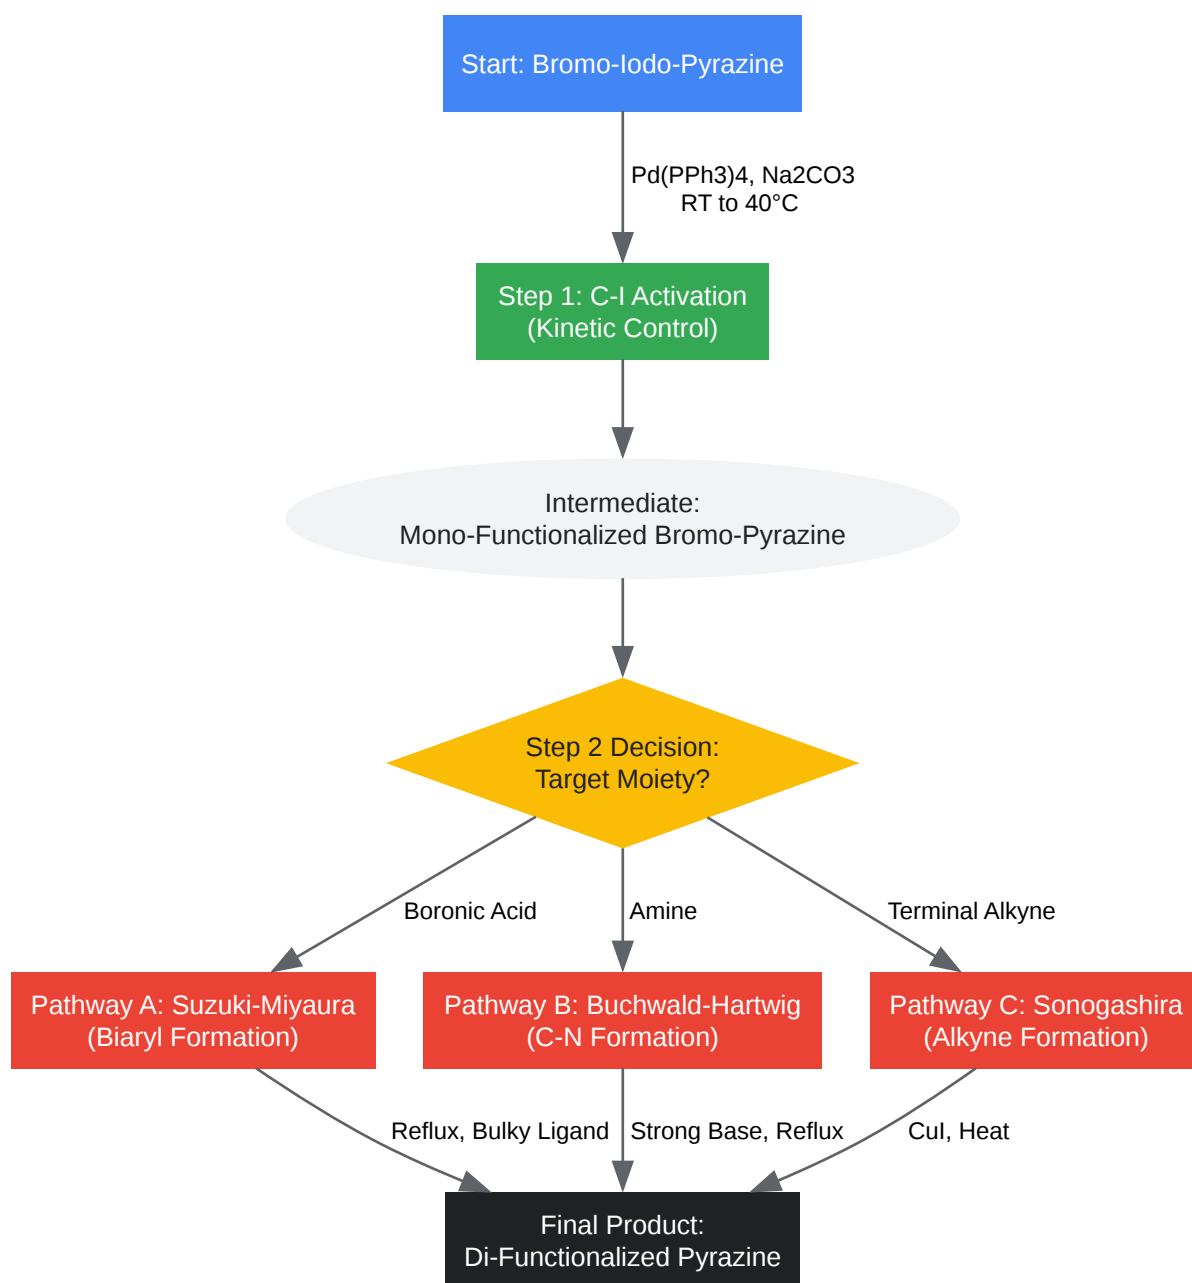 Start: Bromo-Iodo-Pyrazine
Pd(PPh3)4, Na2CO3
RT to 40°C
Step 1: C-I Activation
(Kinetic Control)
Intermediate:
Mono-Functionalized Bromo-Pyrazine
Step 2 Decision:
Target Moiety?
Boronic Acid
Amine
Terminal Alkyne
Pathway A: Suzuki-Miyaura
(Biaryl Formation)
Pathway B: Buchwald-Hartwig
(C-N Formation)
Pathway C: Sonogashira
(Alkyne Formation)
Reflux, Bulky Ligand
Strong Base, Reflux
CuI, Heat
Final Product:
Di-Functionalized Pyrazine